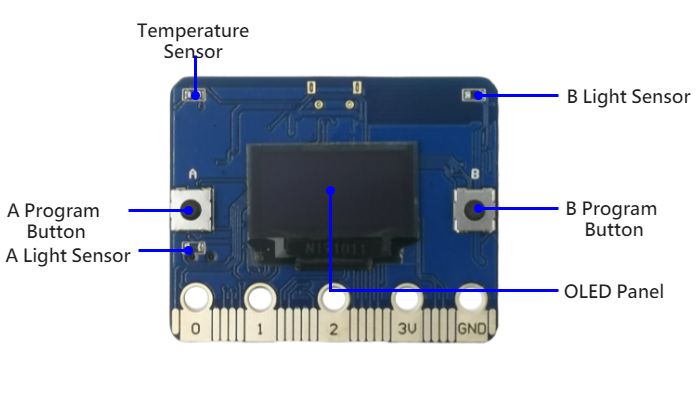 Temperature
Sensor
B Light Sensor
A
B
A Program
Button
B Program
Button
A Light Sensor
OLED Panel
0
1
2
3V
GND